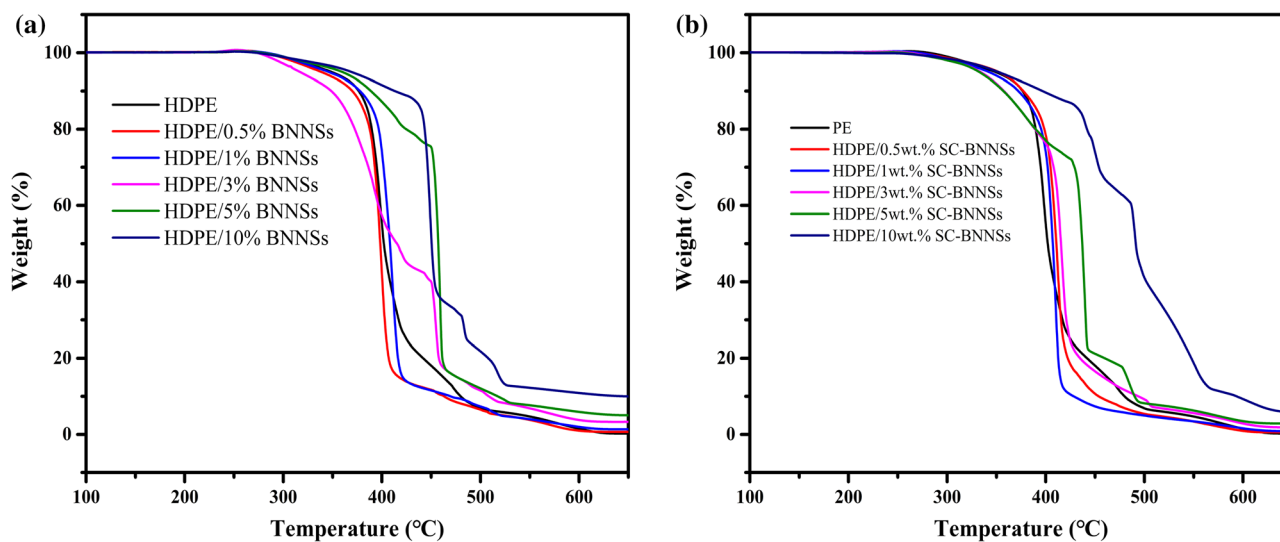 (a)
100
80
60
40
20
0
Weight (%)
HDPE
HDPE/0.5% BNNSs
HDPE/1% BNNSs
HDPE/3% BNNSs
HDPE/5% BNNSs
HDPE/10% BNNSs
100 200 300 400 500 600
Temperature (℃)
(b)
100
80
60
40
20
0
Weight (%)
PE
HDPE/0.5wt.% SC-BNNSs
HDPE/1wt.% SC-BNNSs
HDPE/3wt.% SC-BNNSs
HDPE/5wt.% SC-BNNSs
HDPE/10wt.% SC-BNNSs
100 200 300 400 500 600
Temperature (℃)